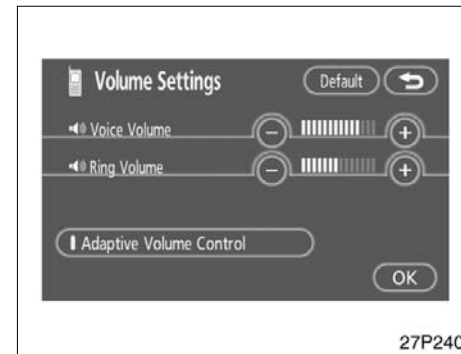 Volume Settings
Default
Voice Volume
Ring Volume
Adaptive Volume Control
OK
27P240